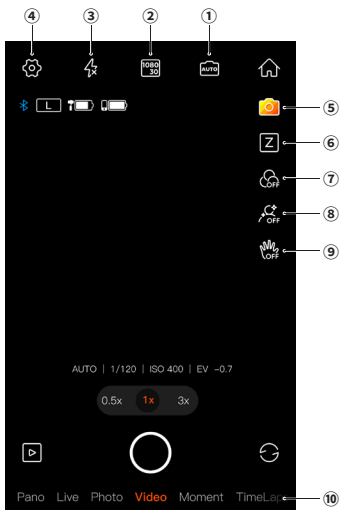 ④ ③ ② ①
1080 AUTO
30
L
⑤
Z ⑥
OFF ⑦
OFF ⑧
OFF ⑨
AUTO | 1/120 | ISO 400 | EV -0.7
0.5x 1x 3x
Pano Live Photo Video Moment TimeLap ⑩